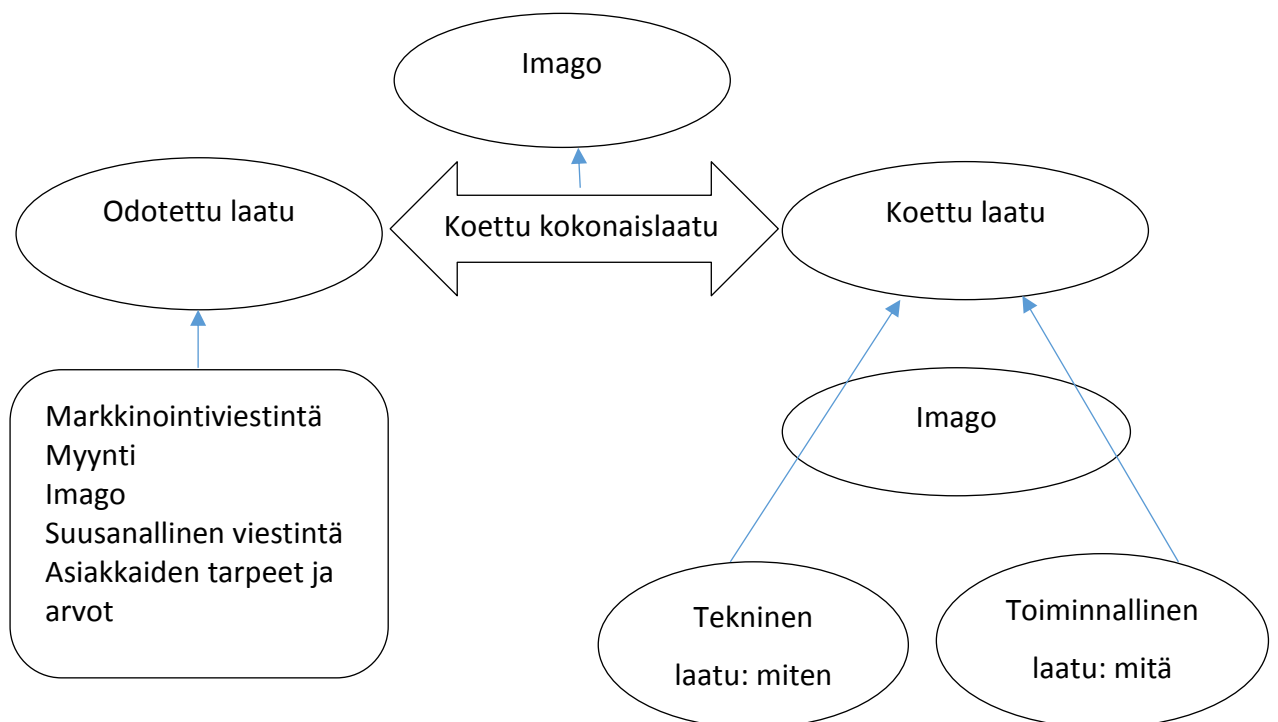 Imago
Odotettu laatu
Koettu kokonaislaatu
Koettu laatu
Markkinointiviestintä
Myynti
Imago
Suusanallinen viestintä
Asiakkaiden tarpeet ja
arvot
Imago
Tekninen
laatu: miten
Toiminnallinen
laatu: mitä